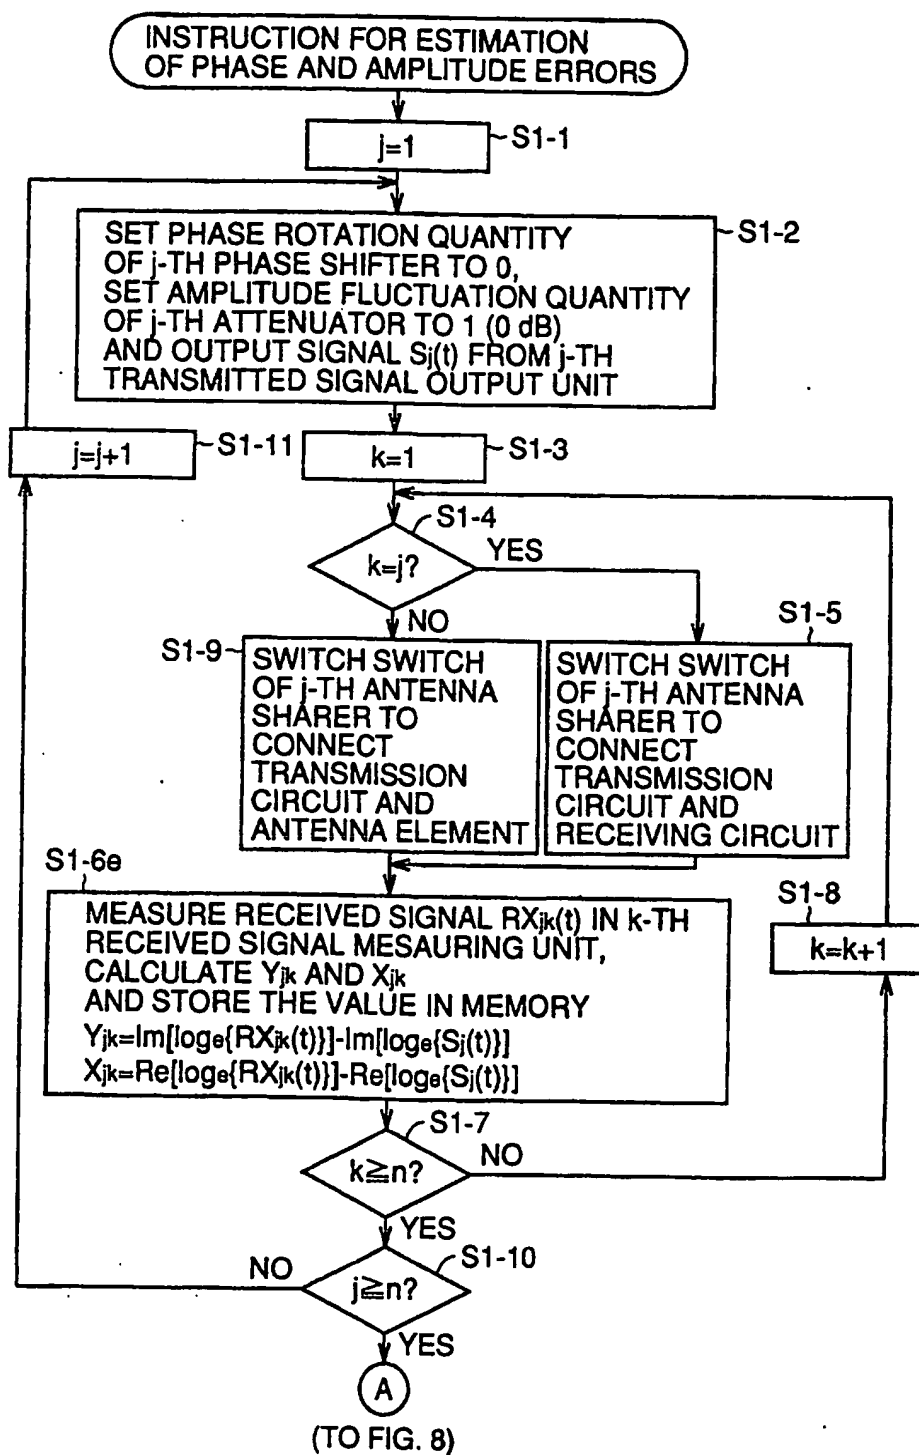 INSTRUCTION FOR ESTIMATION
OF PHASE AND AMPLITUDE ERRORS
j=1
S1-1
SET PHASE ROTATION QUANTITY
OF j-TH PHASE SHIFTER TO 0,
SET AMPLITUDE FLUCTUATION QUANTITY
OF j-TH ATTENUATOR TO 1 (0 dB)
AND OUTPUT SIGNAL Sj(t) FROM j-TH
TRANSMITTED SIGNAL OUTPUT UNIT
S1-2
j=j+1
S1-11
k=1
S1-3
S1-4
k=j?
YES
NO
S1-9
SWITCH SWITCH
OF j-TH ANTENNA
SHARER TO
CONNECT
TRANSMISSION
CIRCUIT AND
ANTENNA ELEMENT
S1-5
SWITCH SWITCH
OF j-TH ANTENNA
SHARER TO
CONNECT
TRANSMISSION
CIRCUIT AND
RECEIVING CIRCUIT
S1-6e
MEASURE RECEIVED SIGNAL RXjk(t) IN k-TH
RECEIVED SIGNAL MESAURING UNIT,
CALCULATE Yjk AND Xjk
AND STORE THE VALUE IN MEMORY
Yjk=Im[loge{RXjk(t)}]-Im[loge{Sj(t)}]
Xjk=Re[loge{RXjk(t)}]-Re[loge{Sj(t)}]
S1-8
k=k+1
S1-7
k≧n?
NO
YES
S1-10
j≧n?
NO
YES
A
(TO FIG. 8)